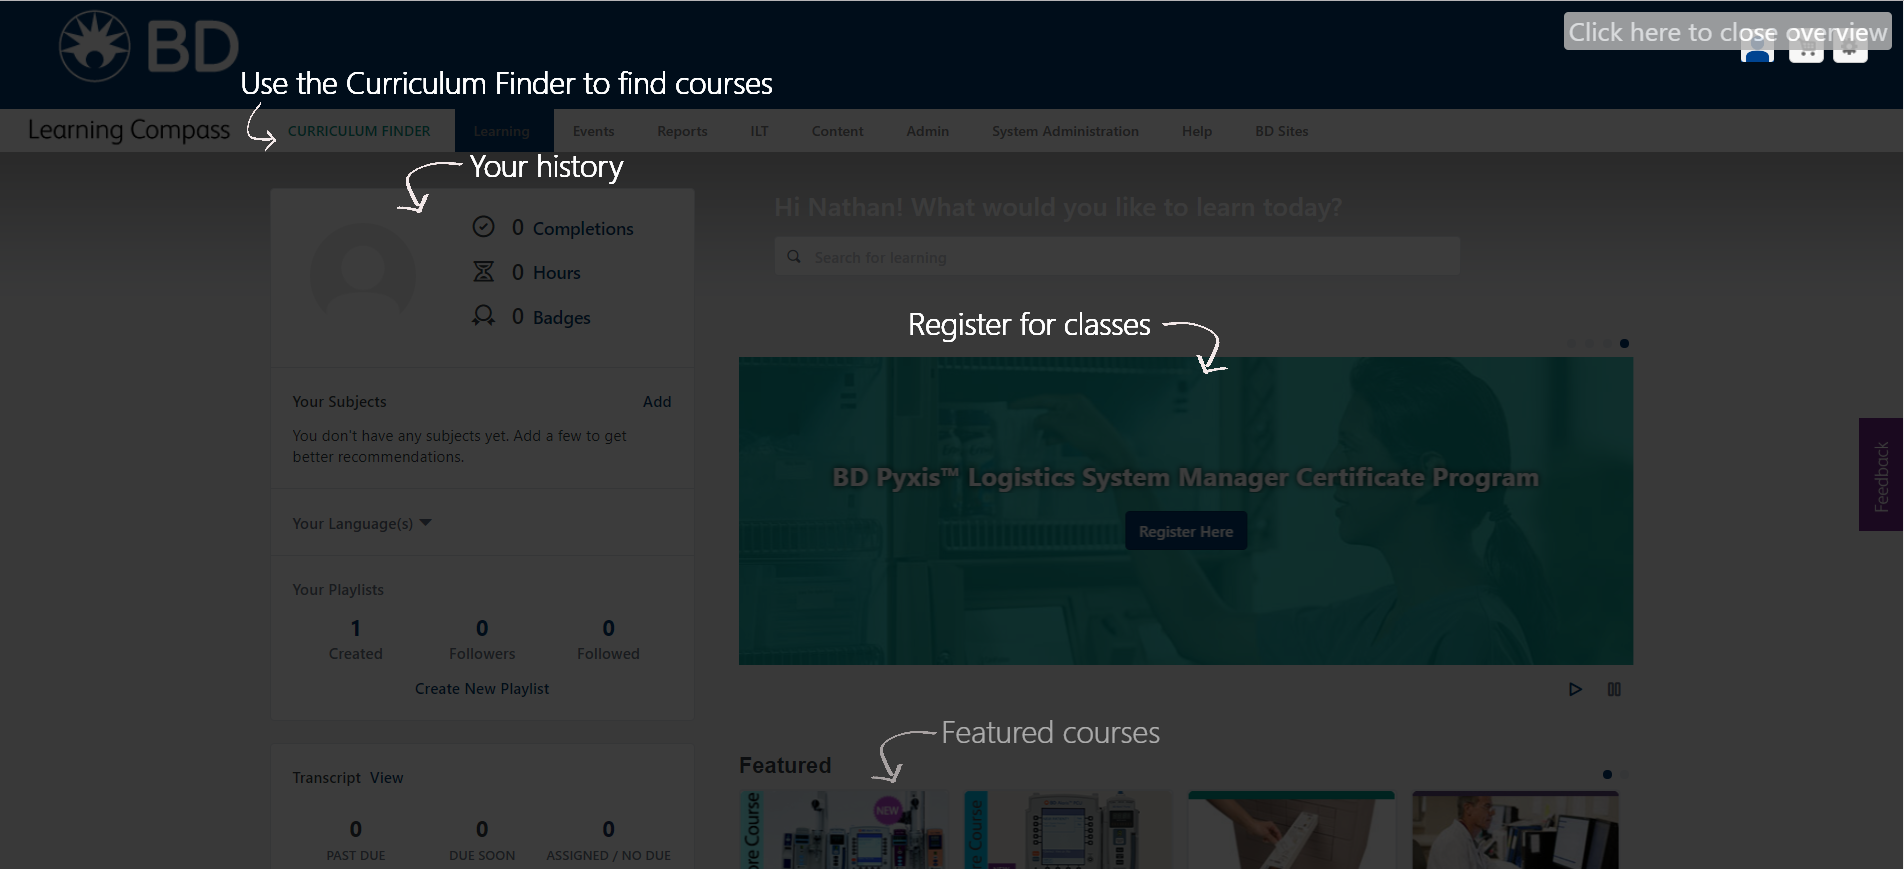 BD
Click here to close overview
Use the Curriculum Finder to find courses
Learning Compass
CURRICULUM FINDER
Learning
Events
Reports
ILT
Content
Admin
System Administration
Help
BD Sites
Your history
0 Completions
0 Hours
0 Badges
Hi Nathan! What would you like to learn today?
Search for learning
Register for classes
Your Subjects
Add
You don't have any subjects yet. Add a few to get
better recommendations.
Your Language(s)
BD Pyxis™ Logistics System Manager Certificate Program
Register Here
Feedback
Your Playlists
1
0
0
Created
Followers
Followed
Create New Playlist
Featured courses
Featured
Transcript View
0
0
0
PAST DUE
DUE SOON
ASSIGNED / NO DUE
ore Course
NEW
re Course
NEW